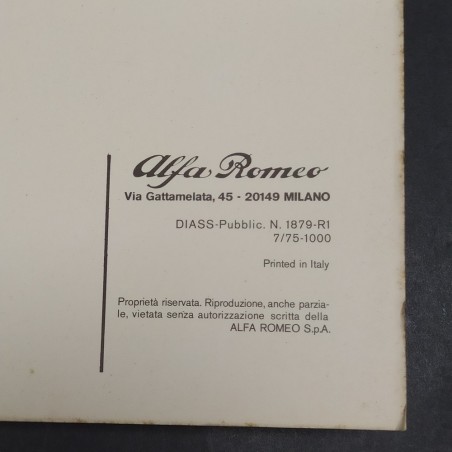 Alfa Romeo
Via Gattamelata, 45 - 20149 MILANO
DIASS-Pubblic. N. 1879-R1
7/75-1000
Printed in Italy
Proprietà riservata. Riproduzione, anche parzia-
le, vietata senza autorizzazione scritta della
ALFA ROMEO S.p.A.